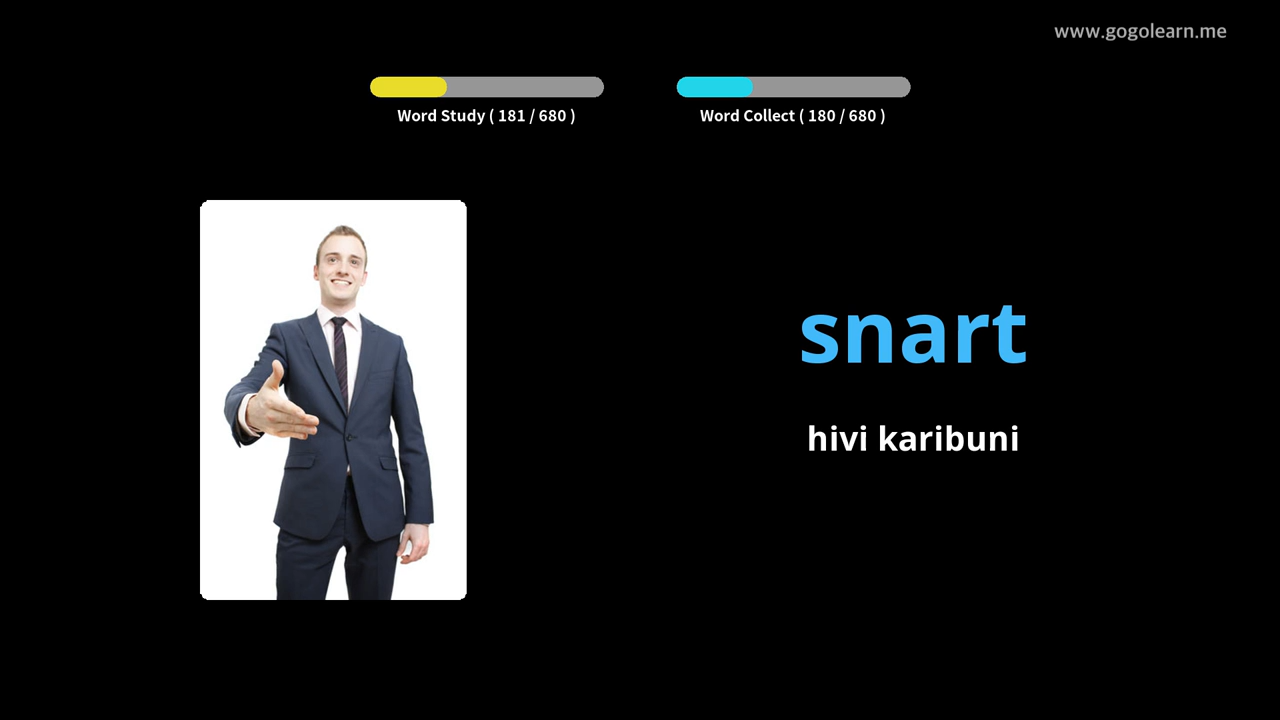 www.gogolearn.me
Word Study ( 181 / 680 )
Word Collect ( 180 / 680 )
snart
hivi karibuni